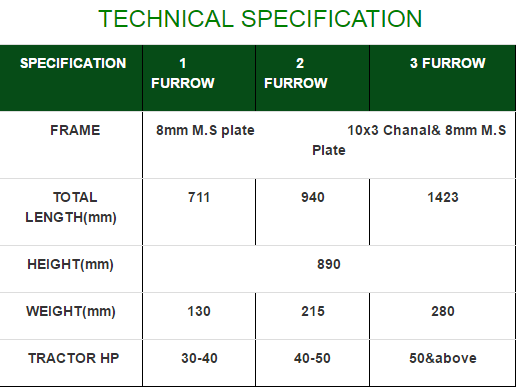 TECHNICAL SPECIFICATION
SPECIFICATION 1 FURROW 2 FURROW 3 FURROW
FRAME 8mm M.S plate 10x3 Chanal& 8mm M.S
Plate
TOTAL
LENGTH(mm) 711 940 1423
HEIGHT(mm) 890
WEIGHT(mm) 130 215 280
TRACTOR HP 30-40 40-50 50&above